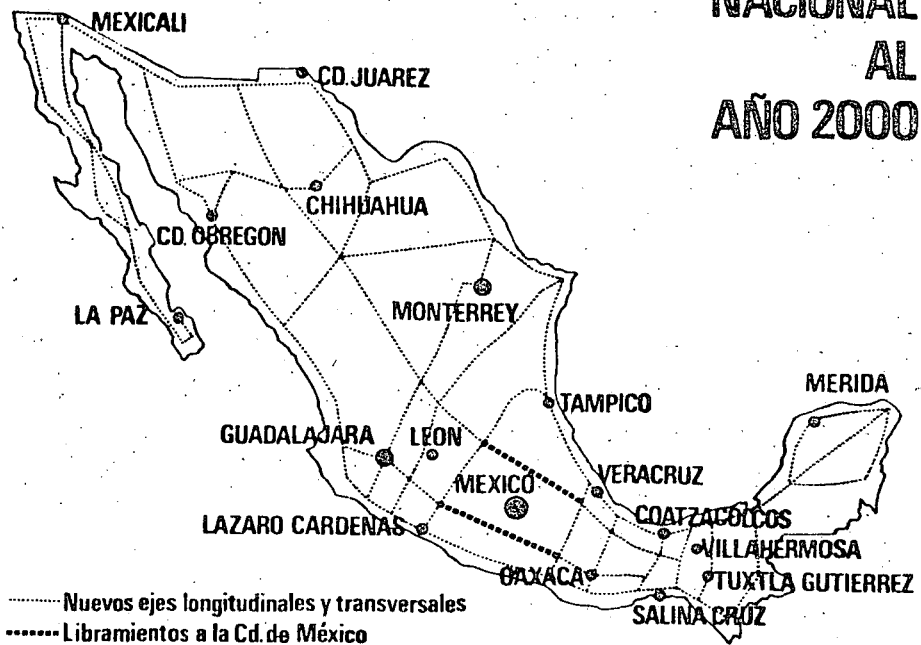 NACIONAL
AL
AÑO 2000
MEXICALI
CD. JUAREZ
CHIHUAHUA
CD. OBREGON
LA PAZ
MONTERREY
TAMPICO
MERIDA
GUADALAJARA
LEON
MEXICO
VERACRUZ
LAZARO CARDENAS
COATZACOLCOS
VILLAHERMOSA
OAXACA
TUXTLA GUTIERREZ
SALINA CRUZ
Nuevos ejes longitudinales y transversales
Libramientos a la Cd. de México